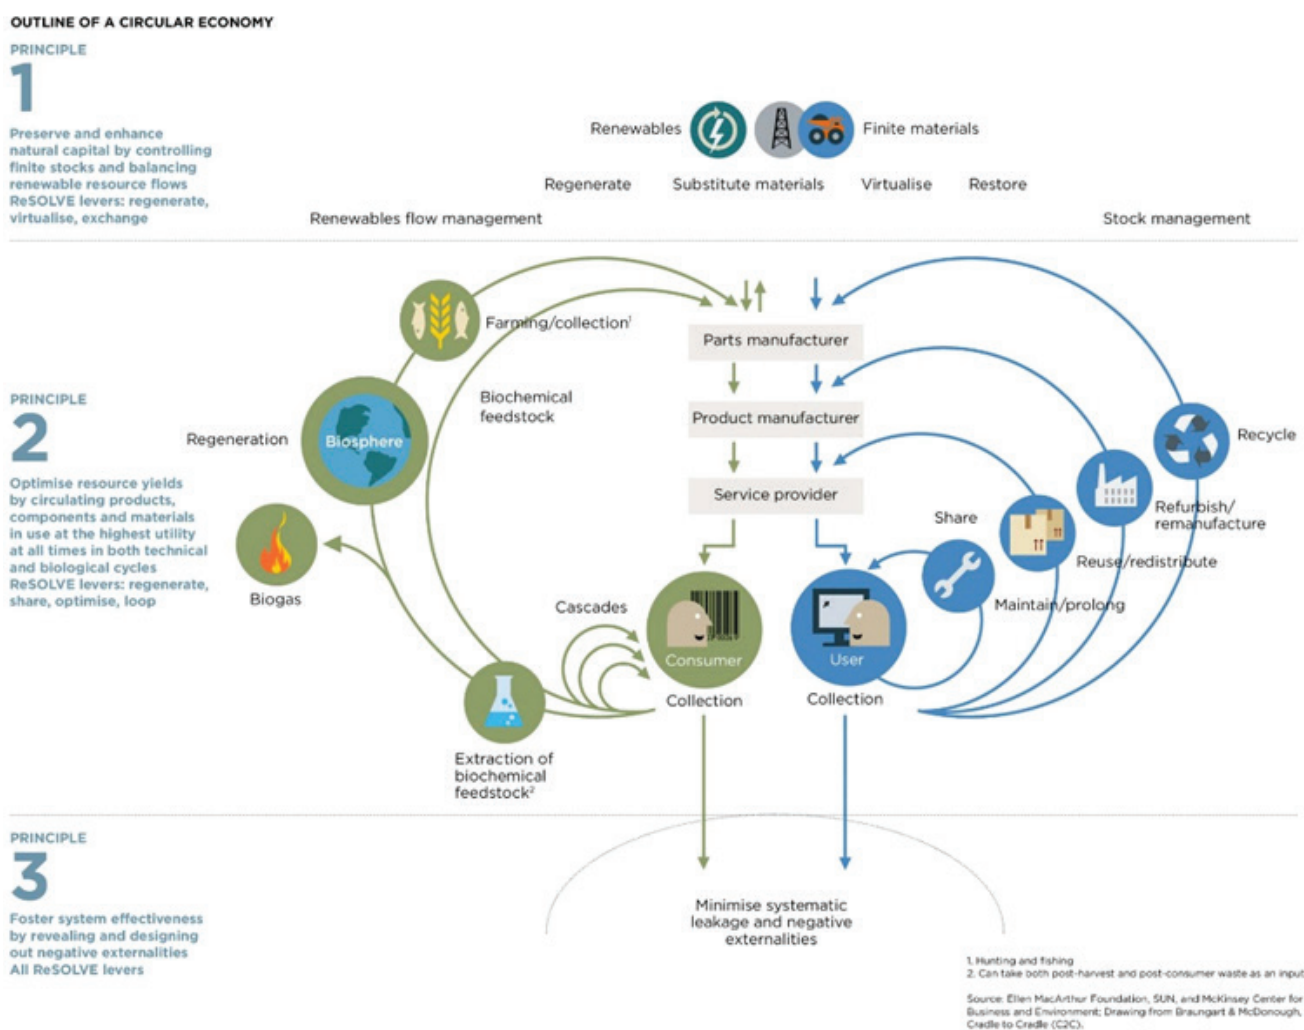 OUTLINE OF A CIRCULAR ECONOMY
PRINCIPLE
1
Preserve and enhance
natural capital by controlling
finite stocks and balancing
renewable resource flows
ReSOLVE levers: regenerate,
virtualise, exchange
Renewables
Finite materials
Regenerate
Substitute materials
Virtualise
Restore
Renewables flow management
Stock management
PRINCIPLE
2
Optimise resource yields
by circulating products,
components and materials
in use at the highest utility
at all times in both technical
and biological cycles
ReSOLVE levers: regenerate,
share, optimise, loop
Farming/collection¹
Biochemical
feedstock
Regeneration
Biosphere
Biogas
Cascades
Extraction of
biochemical
feedstock²
Parts manufacturer
Product manufacturer
Service provider
Consumer
Collection
User
Collection
Share
Maintain/prolong
Reuse/redistribute
Refurbish/
remanufacture
Recycle
PRINCIPLE
3
Foster system effectiveness
by revealing and designing
out negative externalities
All ReSOLVE levers
Minimise systematic
leakage and negative
externalities
1. Hunting and fishing
2. Can take both post-harvest and post-consumer waste as an input
Source: Ellen MacArthur Foundation, SUN, and McKinsey Center for
Business and Environment; Drawing from Braungart & McDonough,
Cradle to Cradle (C2C).